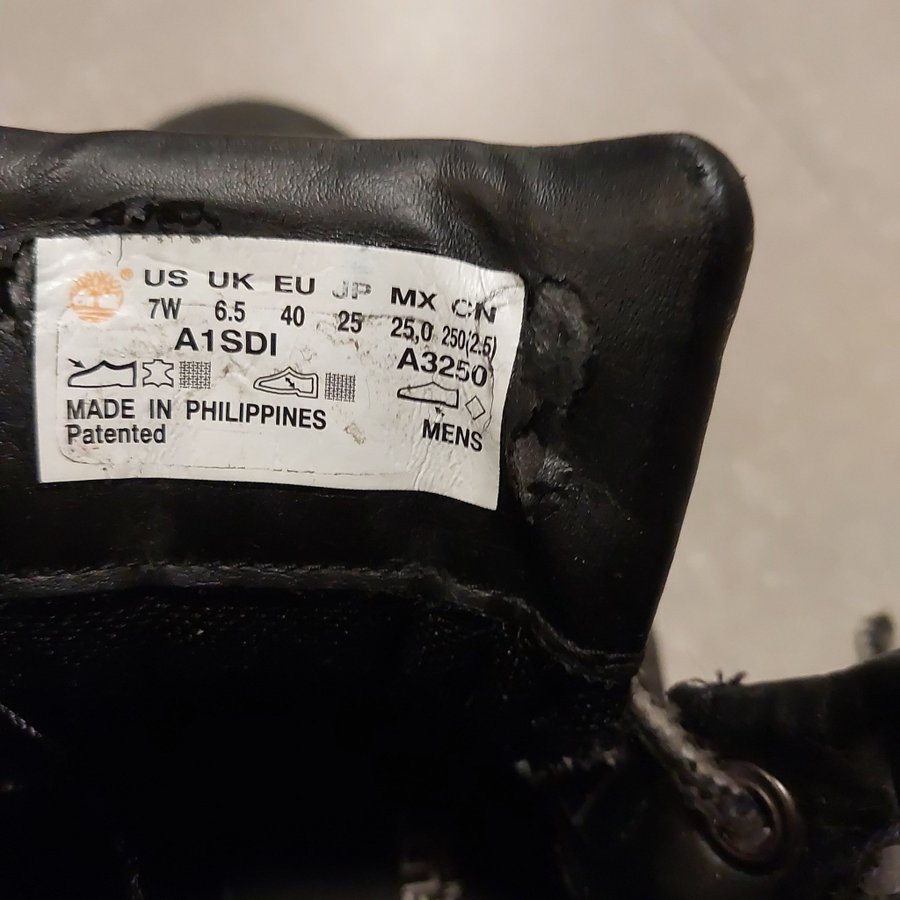 US UK EU JP MX CN
7W 6.5 40 25 25,0 250(2.5)
A1SDI A3250
MADE IN PHILIPPINES
Patented MENS